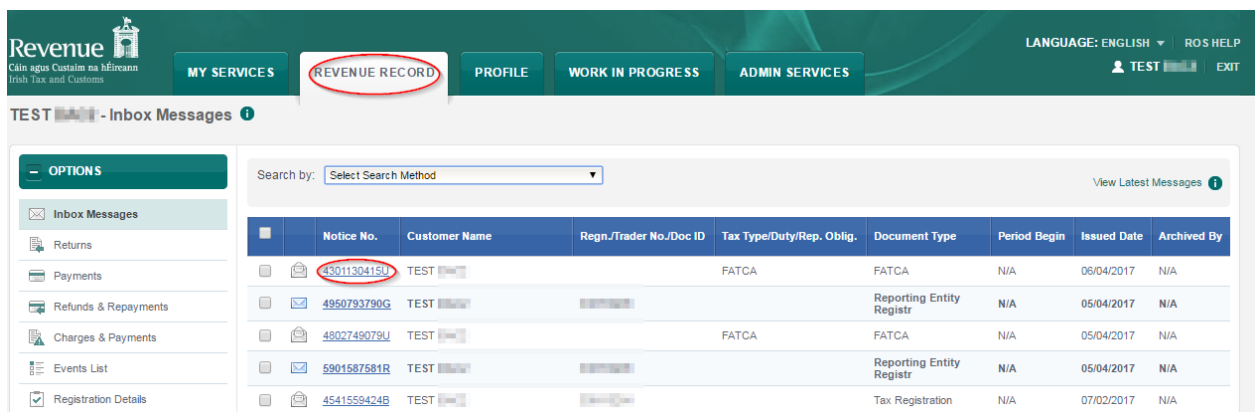 Revenue
Cáin agus Custaim na hÉireann
Irish Tax and Customs
MY SERVICES
REVENUE RECORD
PROFILE
WORK IN PROGRESS
ADMIN SERVICES
LANGUAGE: ENGLISH ROS HELP
TEST EXIT
TEST - Inbox Messages i
OPTIONS
Search by: Select Search Method
View Latest Messages i
Inbox Messages
Returns
Payments
Refunds & Repayments
Charges & Payments
Events List
Registration Details
Notice No. Customer Name Regn./Trader No./Doc ID Tax Type/Duty/Rep. Oblig. Document Type Period Begin Issued Date Archived By
4301130415U TEST FATCA FATCA N/A 06/04/2017 N/A
4950793790G TEST Reporting Entity Registr N/A 05/04/2017 N/A
4802749079U TEST FATCA FATCA N/A 05/04/2017 N/A
5901587581R TEST Reporting Entity Registr N/A 05/04/2017 N/A
4541559424B TEST Tax Registration N/A 07/02/2017 N/A